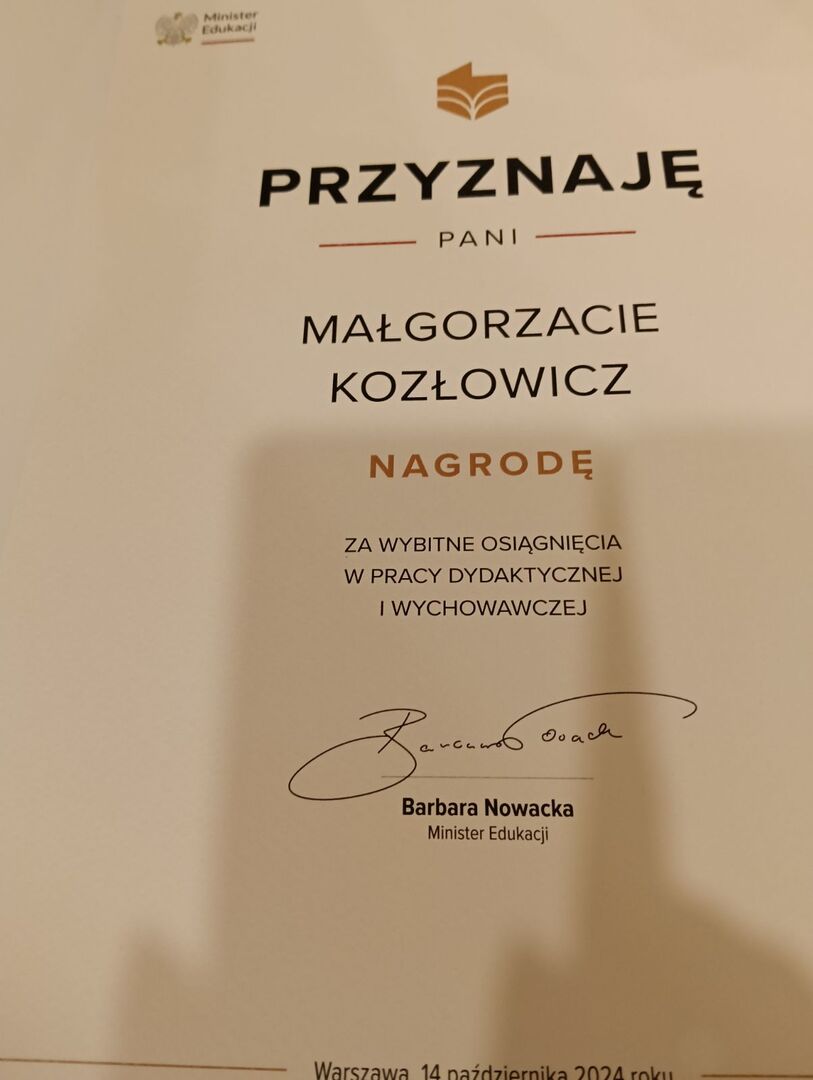 Minister
Edukacji
PRZYZNAJĘ
PANI
MAŁGORZACIE
KOZŁOWICZ
NAGRODĘ
ZA WYBITNE OSIĄGNIĘCIA
W PRACY DYDAKTYCZNEJ
I WYCHOWAWCZEJ
Barbara Nowacka
Minister Edukacji
Warszawa, 14 października 2024 roku